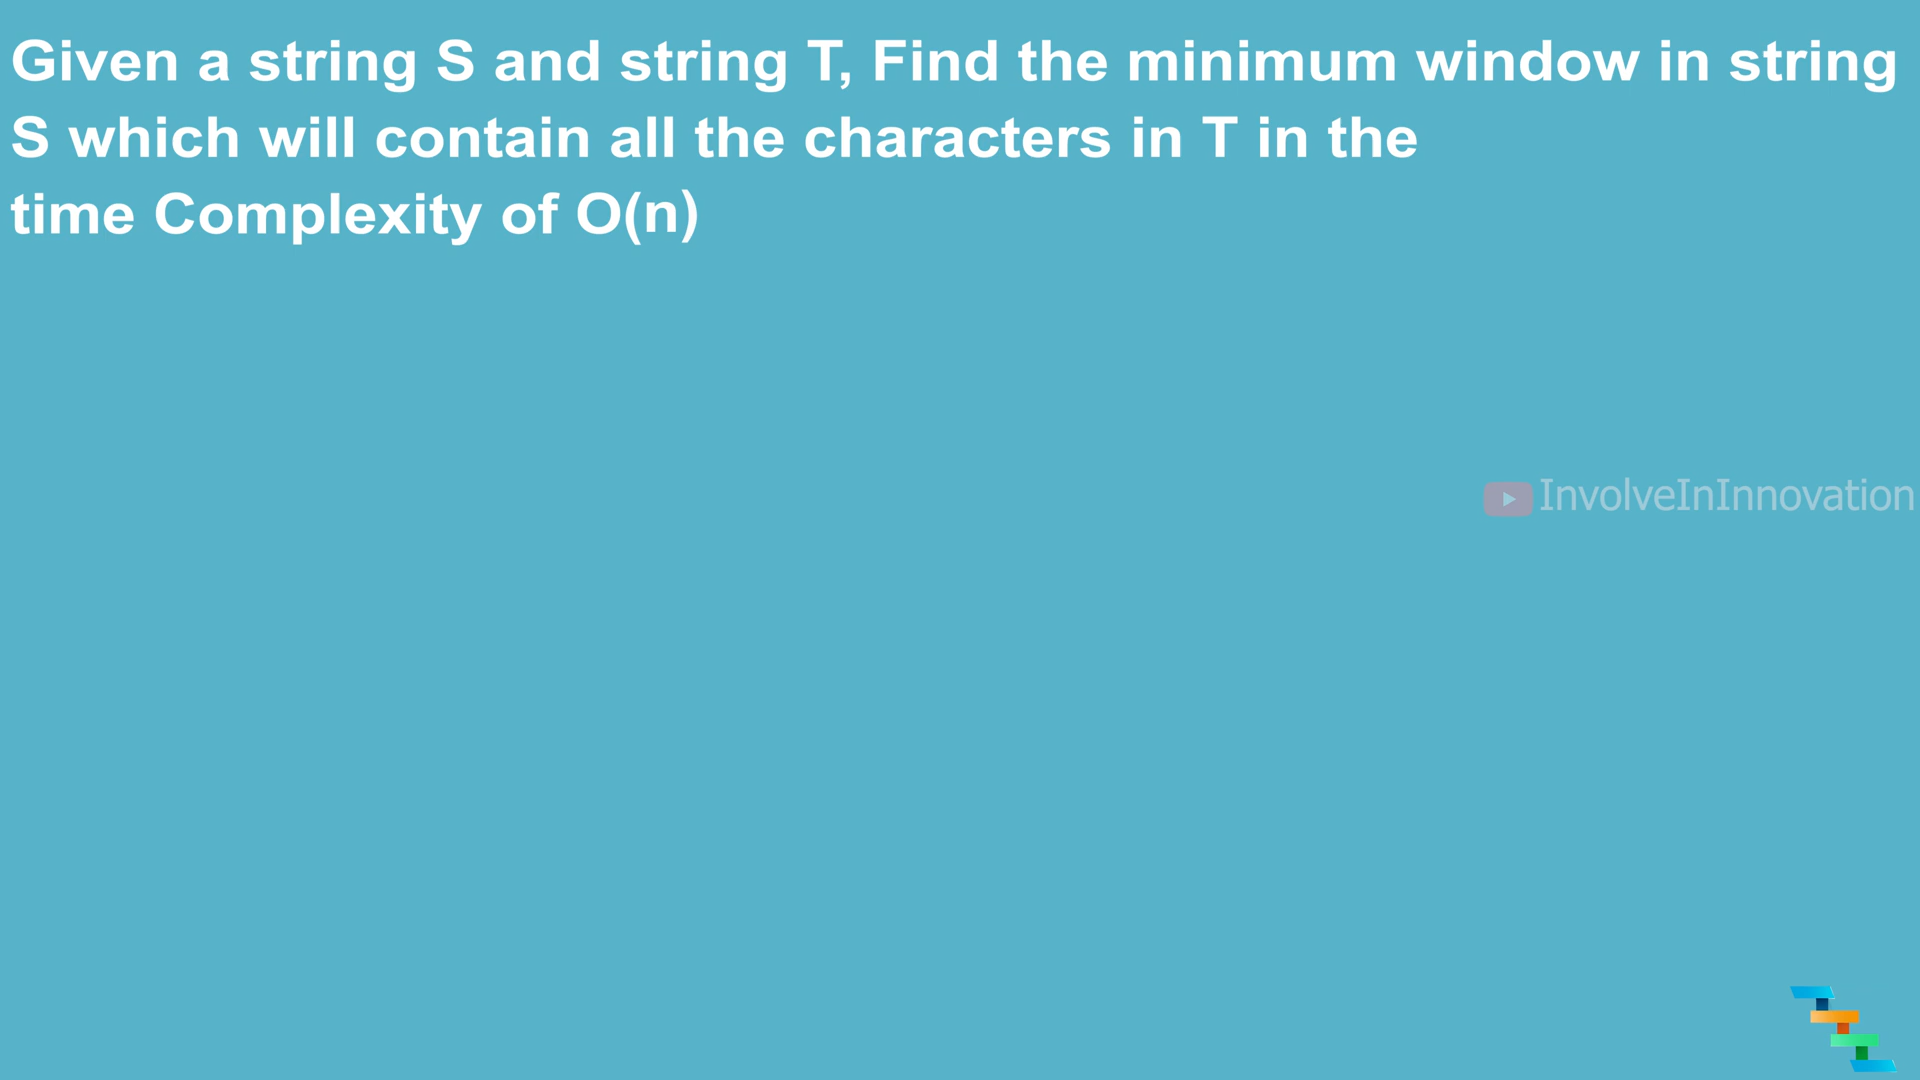 Given a string S and string T, Find the minimum window in string
S which will contain all the characters in T in the
time Complexity of O(n)
InvolveInInnovation